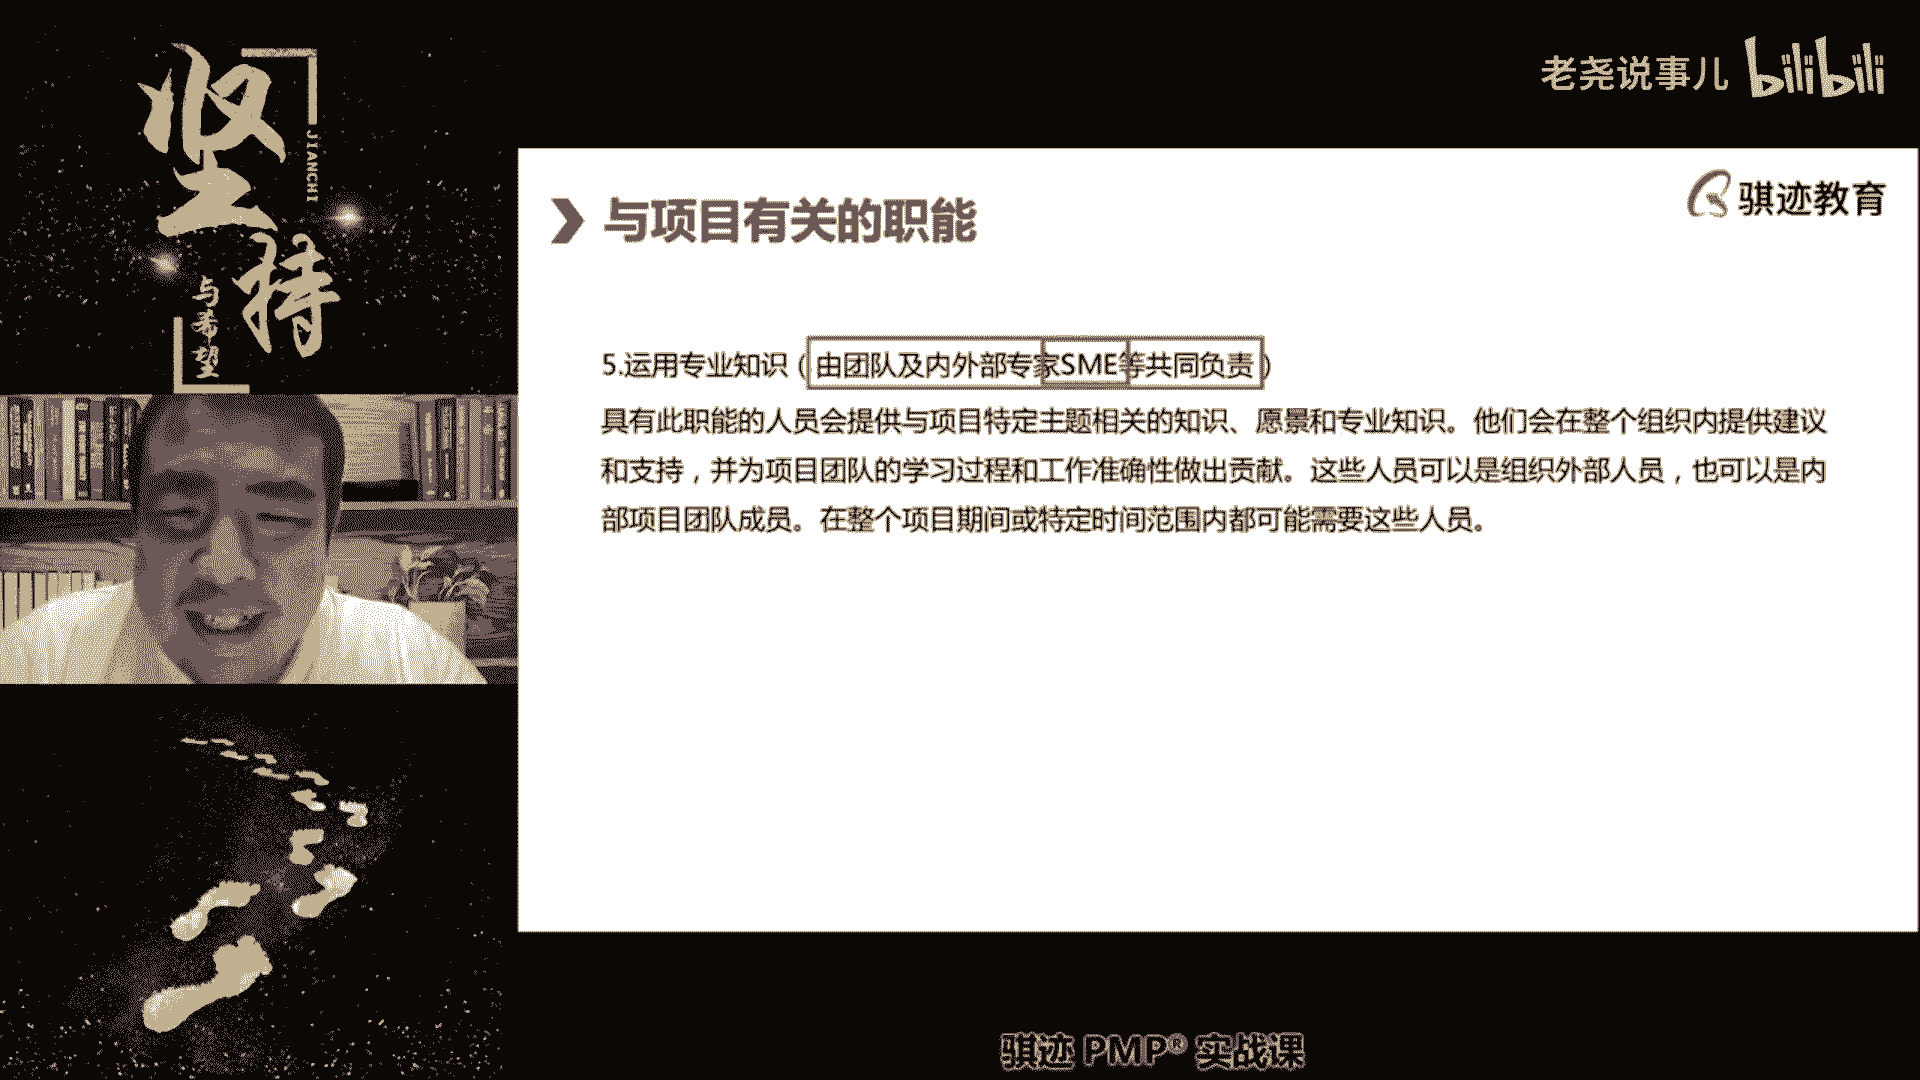 坚持
JIANCHI
与希望
老尧说事儿 bilibili
骐迹教育
与项目有关的职能
5.运用专业知识（由团队及内外部专家SME等共同负责）
具有此职能的人员会提供与项目特定主题相关的知识、愿景和专业知识。他们会在整个组织内提供建议
和支持，并为项目团队的学习过程和工作准确性做出贡献。这些人员可以是组织外部人员，也可以是内
部项目团队成员。在整个项目期间或特定时间范围内都可能需要这些人员。
骐迹 PMP® 实战课